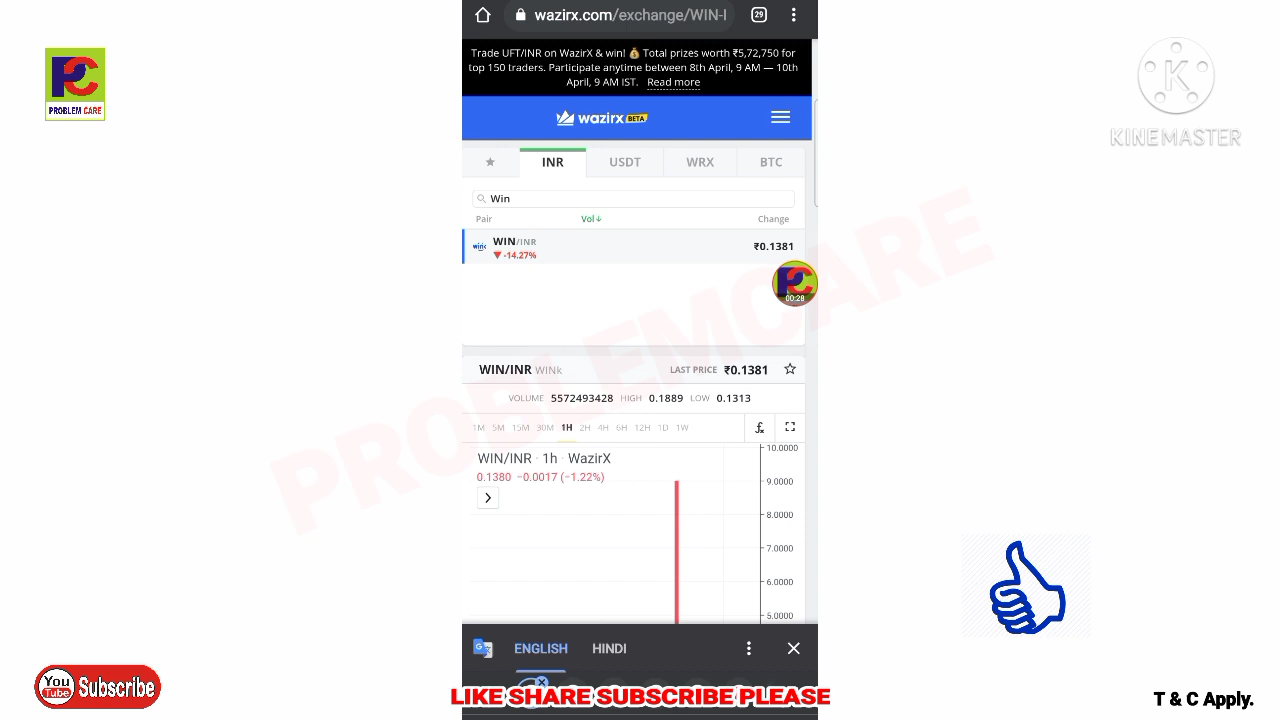 wazirx.com/exchange/WIN-I
29
Trade UFT/INR on WazirX & win! 💰 Total prizes worth ₹5,72,750 for
top 150 traders. Participate anytime between 8th April, 9 AM — 10th
April, 9 AM IST. Read more
wazirx BETA
INR USDT WRX BTC
Win
Pair Vol↓ Change
WIN/INR ₹0.1381
▼ -14.27%
00:28
WIN/INR WINk LAST PRICE ₹0.1381
VOLUME 5572493428 HIGH 0.1889 LOW 0.1313
1M 5M 15M 30M 1H 2H 4H 6H 12H 1D 1W
WIN/INR · 1h · WazirX
0.1380 −0.0017 (−1.22%)
10.0000
9.0000
8.0000
7.0000
6.0000
5.0000
ENGLISH HINDI
LIKE SHARE SUBSCRIBE PLEASE
PC
PROBLEM CARE
K
KINEMASTER
PROBLEMCARE
You Tube Subscribe
T & C Apply.